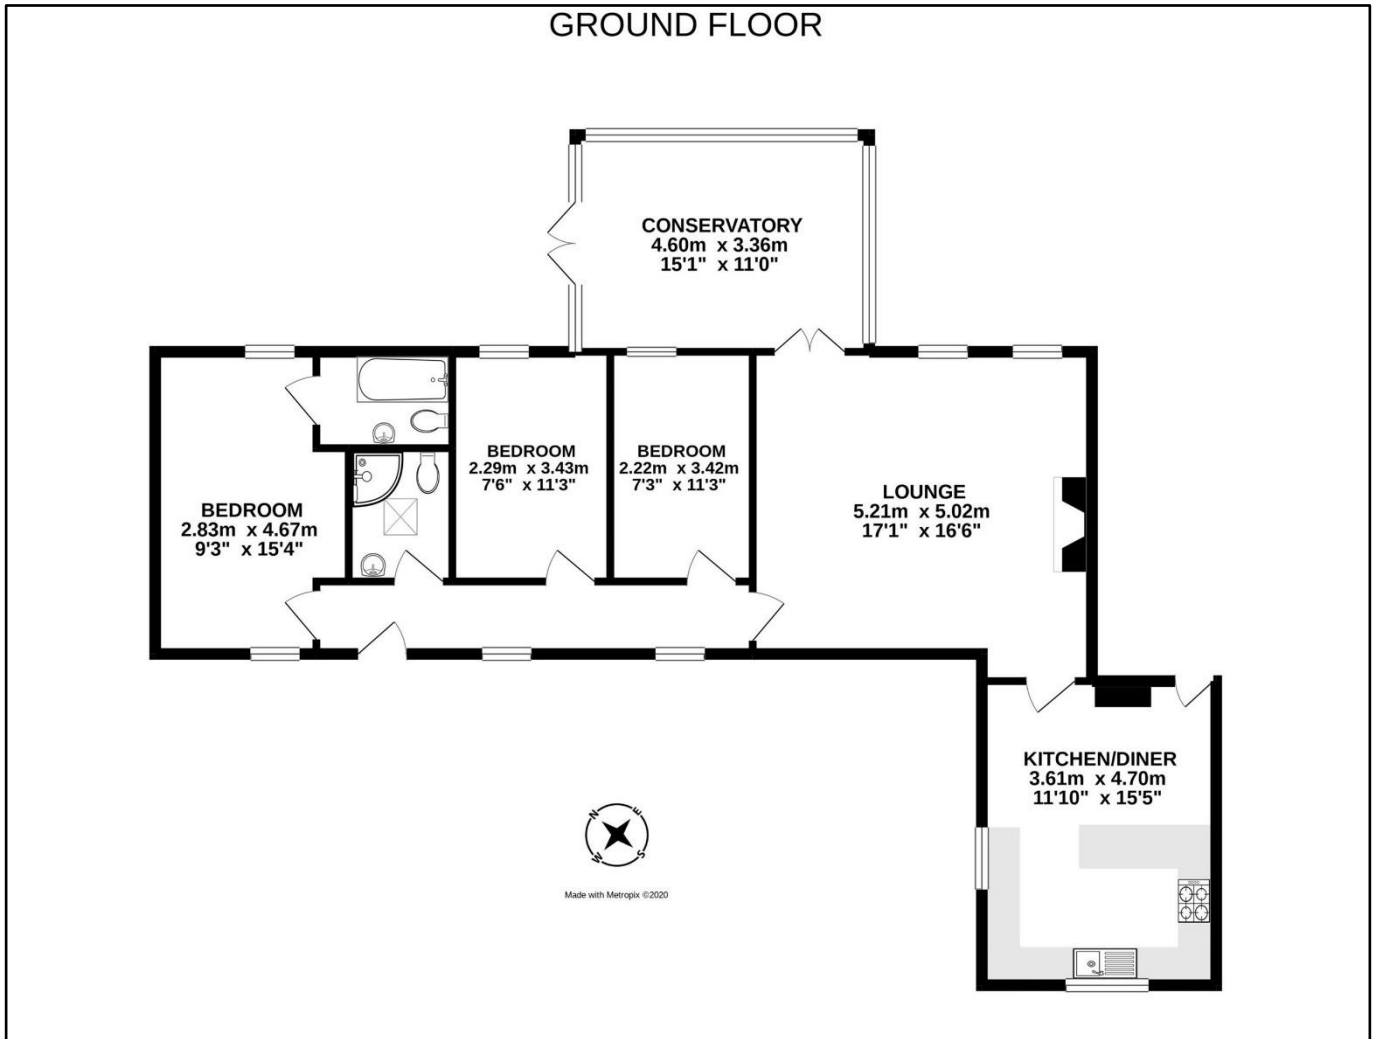 GROUND FLOOR
CONSERVATORY
4.60m x 3.36m
15'1" x 11'0"
BEDROOM
2.83m x 4.67m
9'3" x 15'4"
BEDROOM
2.29m x 3.43m
7'6" x 11'3"
BEDROOM
2.22m x 3.42m
7'3" x 11'3"
LOUNGE
5.21m x 5.02m
17'1" x 16'6"
KITCHEN/DINER
3.61m x 4.70m
11'10" x 15'5"
N
E
W
S
Made with Metropix ©2020